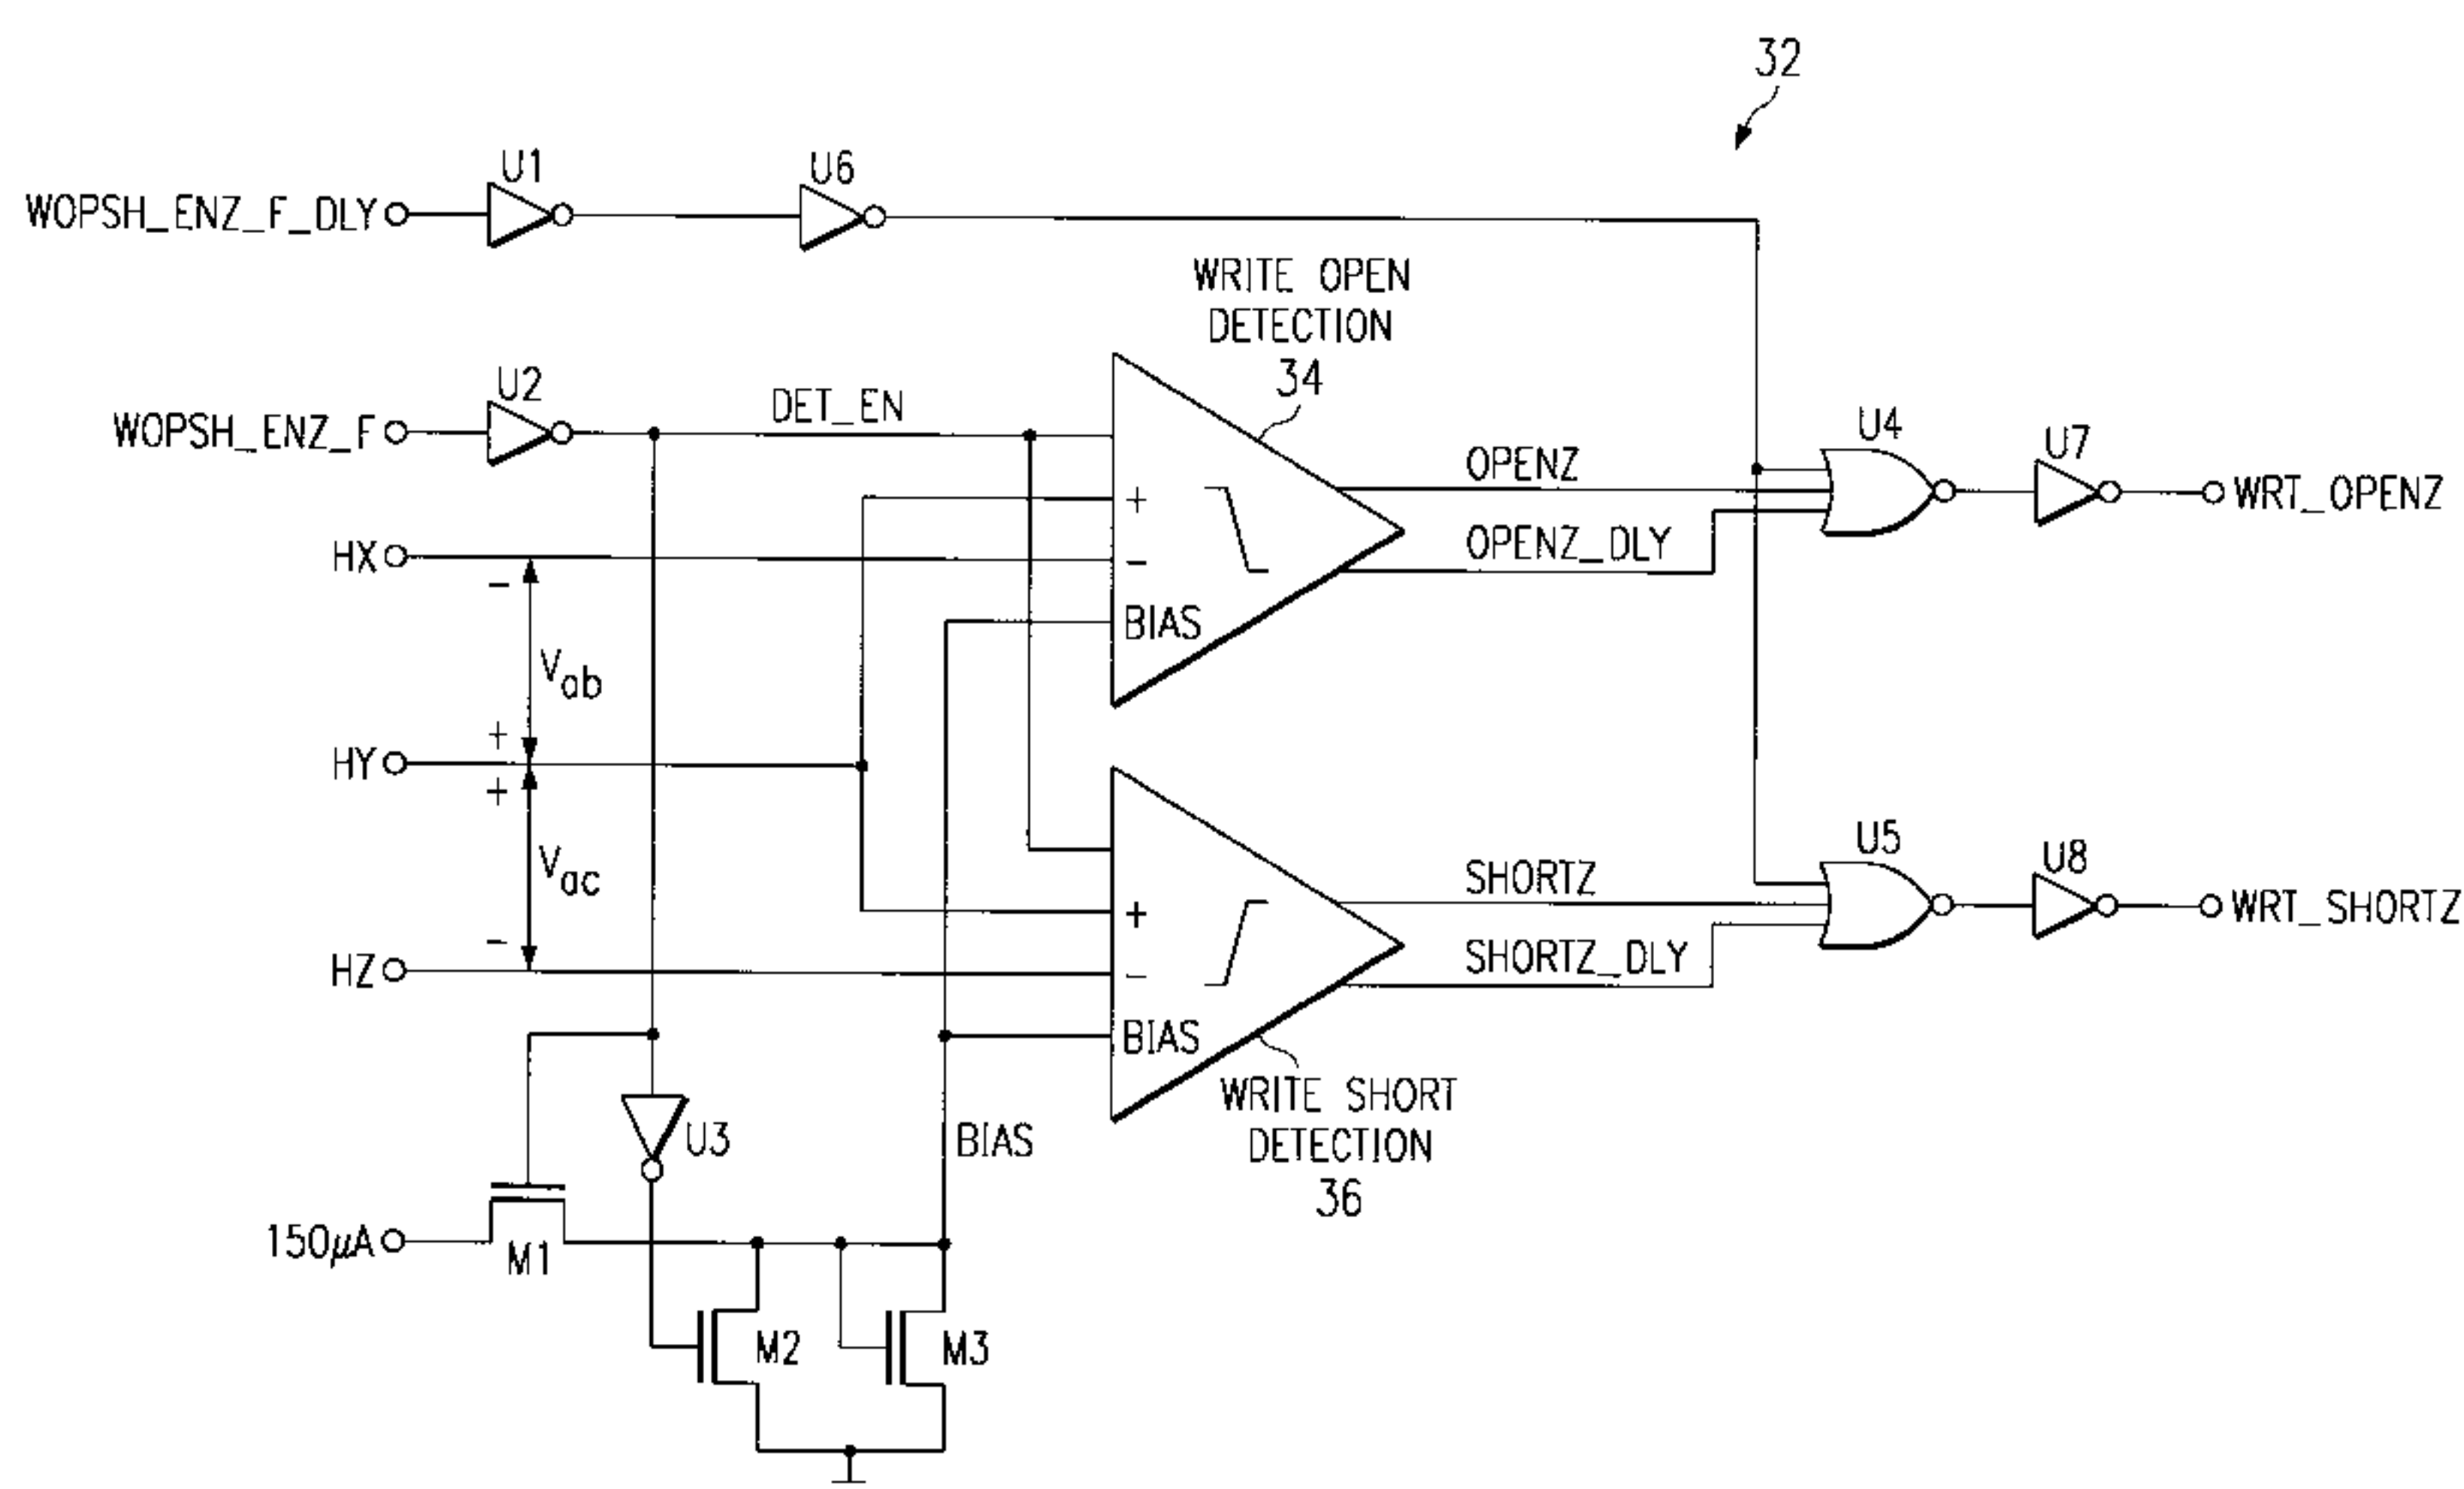 32
U1
U6
WOPSH_ENZ_F_DLY
WRITE OPEN
DETECTION
34
U2
DET_EN
WOPSH_ENZ_F
U4
U7
OPENZ
+
WRT_OPENZ
HX
-
-
OPENZ_DLY
BIAS
Vab
+
HY
+
U5
U8
Vac
SHORTZ
+
WRT_SHORTZ
-
SHORTZ_DLY
HZ
-
BIAS
WRITE SHORT
DETECTION
36
U3
BIAS
150µA
M1
M2
M3